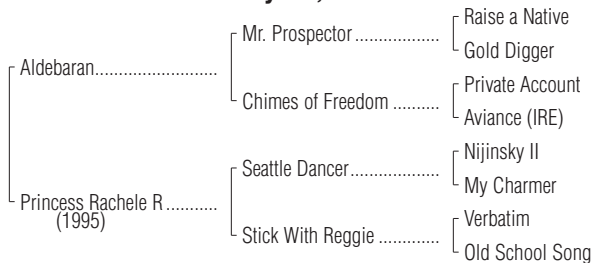 Raise a Native
Mr. Prospector..................
Gold Digger
Aldebaran..........................
Private Account
Chimes of Freedom ..........
Aviance (IRE)
Nijinsky II
Seattle Dancer...................
My Charmer
Princess Rachele R...........
(1995)
Verbatim
Stick With Reggie .............
Old School Song